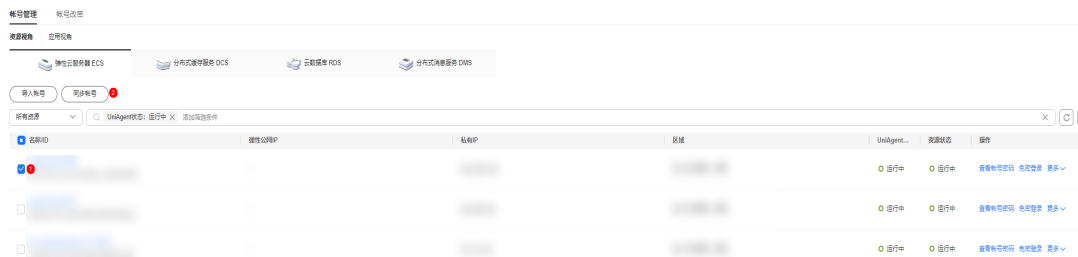 帐号管理 帐号改密
资源视角 应用视角
弹性云服务器 ECS 分布式缓存服务 DCS 云数据库 RDS 分布式消息服务 DMS
导入帐号 同步帐号 2
所有资源 UniAgent状态：运行中 X 添加筛选条件 X C
名称/ID 弹性公网IP 私有IP 区域 UniAgent... 资源状态 操作
1 运行中 运行中 查看帐号密码 免密登录 更多
运行中 运行中 查看帐号密码 免密登录 更多
运行中 运行中 查看帐号密码 免密登录 更多